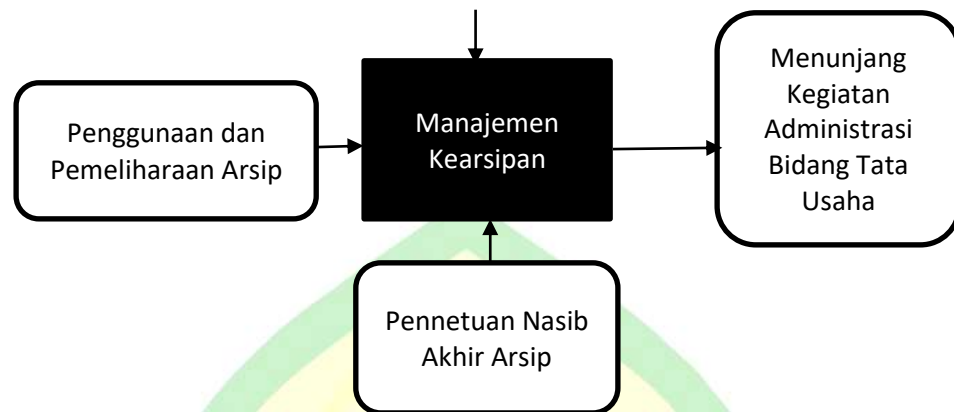 Penggunaan dan
Pemeliharaan Arsip
Manajemen
Kearsipan
Menunjang
Kegiatan
Administrasi
Bidang Tata
Usaha
Pennetuan Nasib
Akhir Arsip